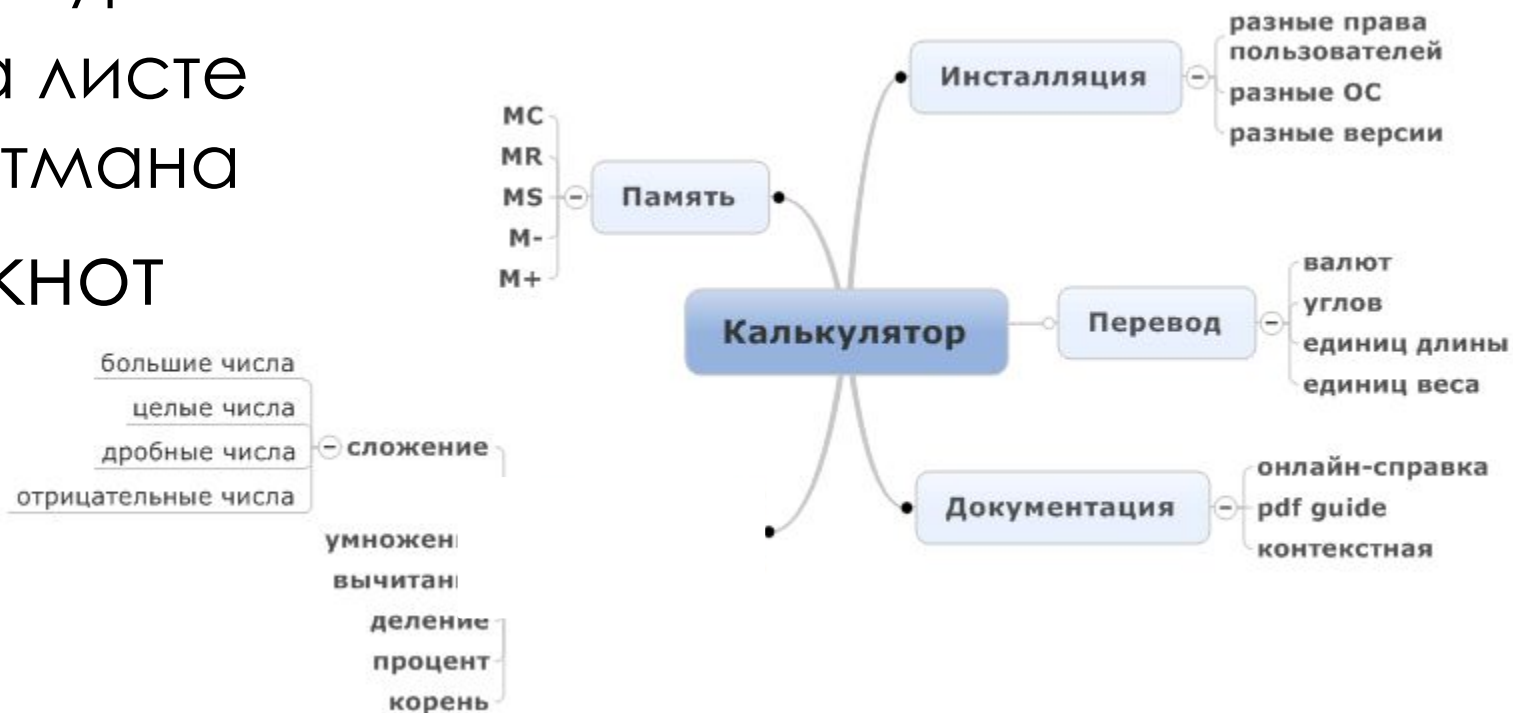 листе
Инсталляция
разные права
пользователей
разные ОС
разные версии
MC
MR
MS
M-
M+
Память
Калькулятор
Перевод
валют
углов
единиц длины
единиц веса
большие числа
целые числа
дробные числа
отрицательные числа
сложение
деление
процент
корень
Документация
онлайн-справка
pdf guide
контекстная